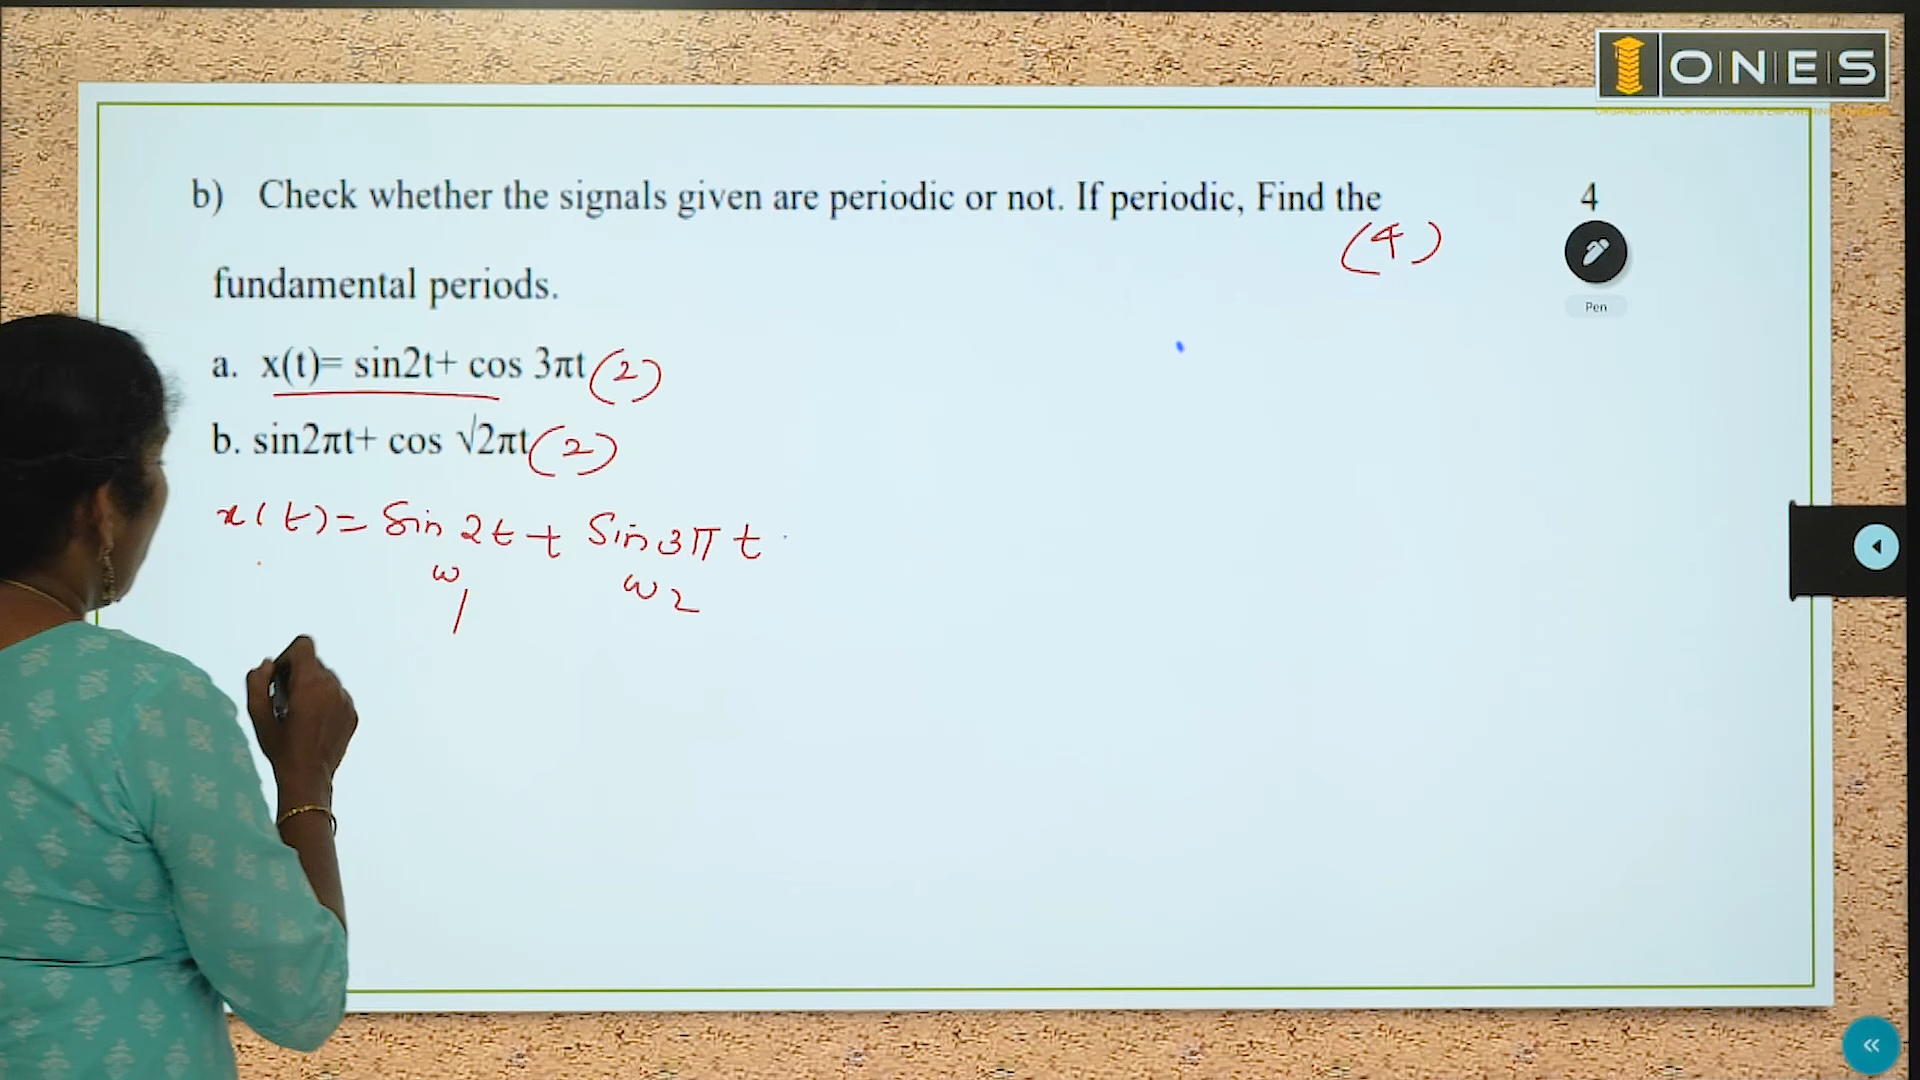 ONES
b) Check whether the signals given are periodic or not. If periodic, Find the 4
(4)
Pen
fundamental periods.
a. x(t)= sin2t+ cos 3πt (2)
b. sin2πt+ cos √2πt (2)
x(t) = Sin 2t + Sin 3π t
ω1 ω2